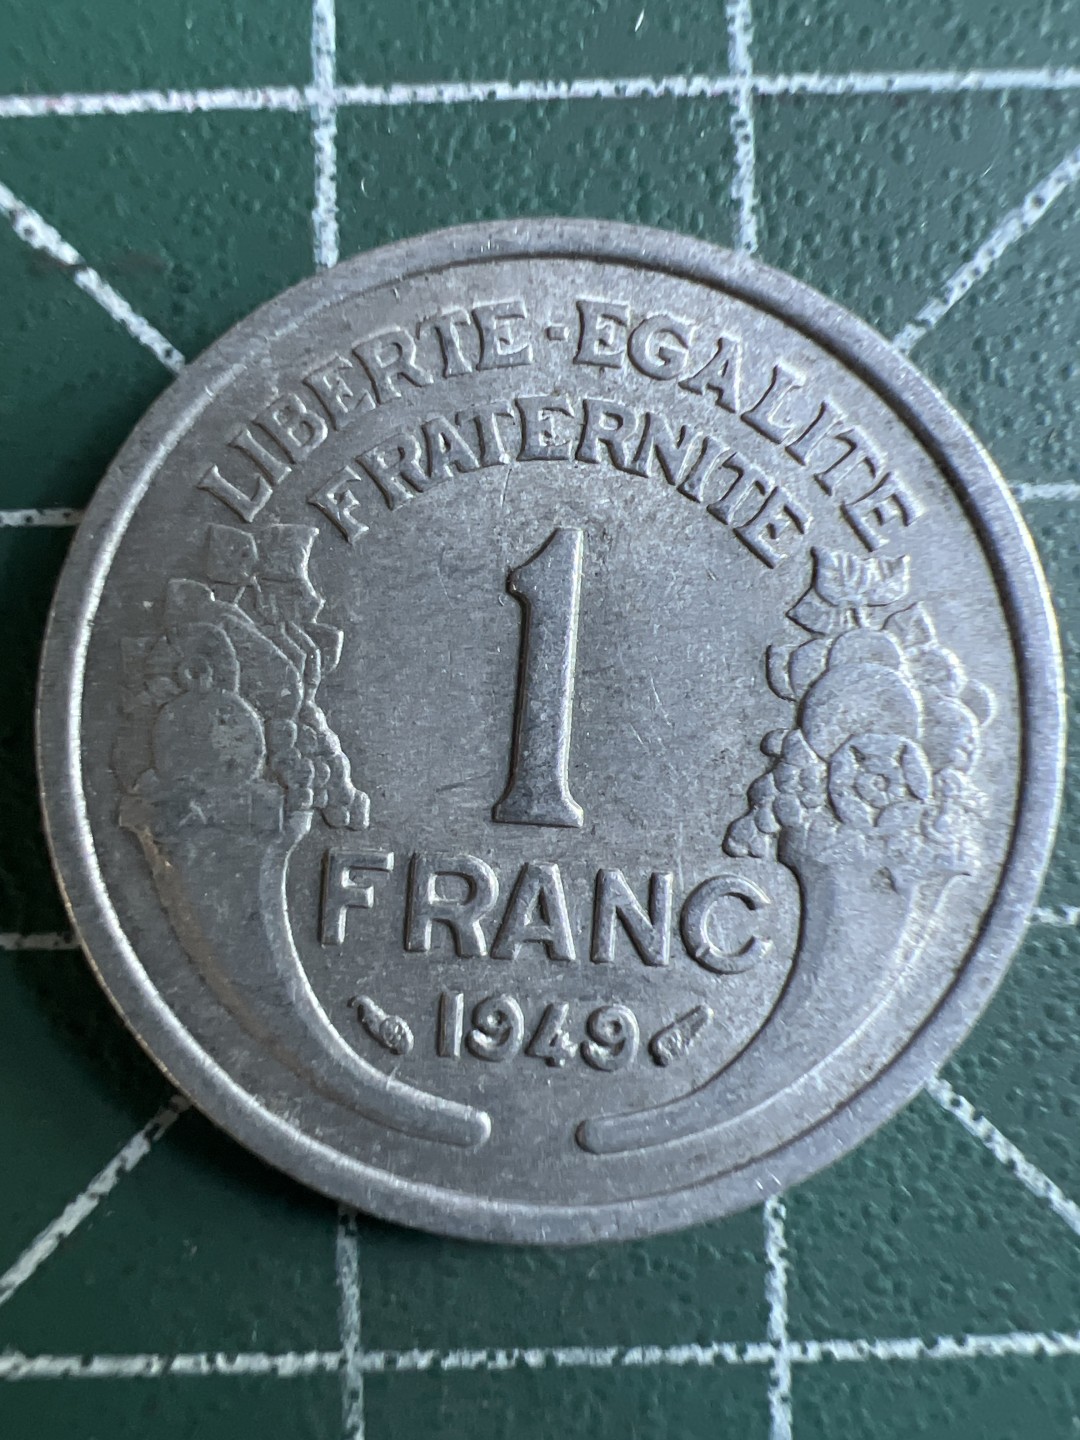 LIBERTE·EGALITE
FRATERNITE
1
FRANC
1949